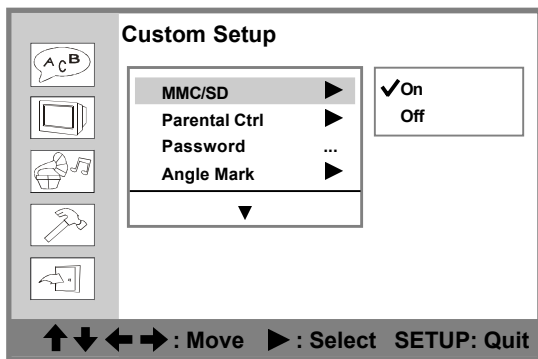 Custom Setup
A C B
MMC/SD ▶
Parental Ctrl ▶
Password ...
Angle Mark ▶
▼
✓On
Off
↑ ↓ ← → : Move ▶ : Select SETUP: Quit